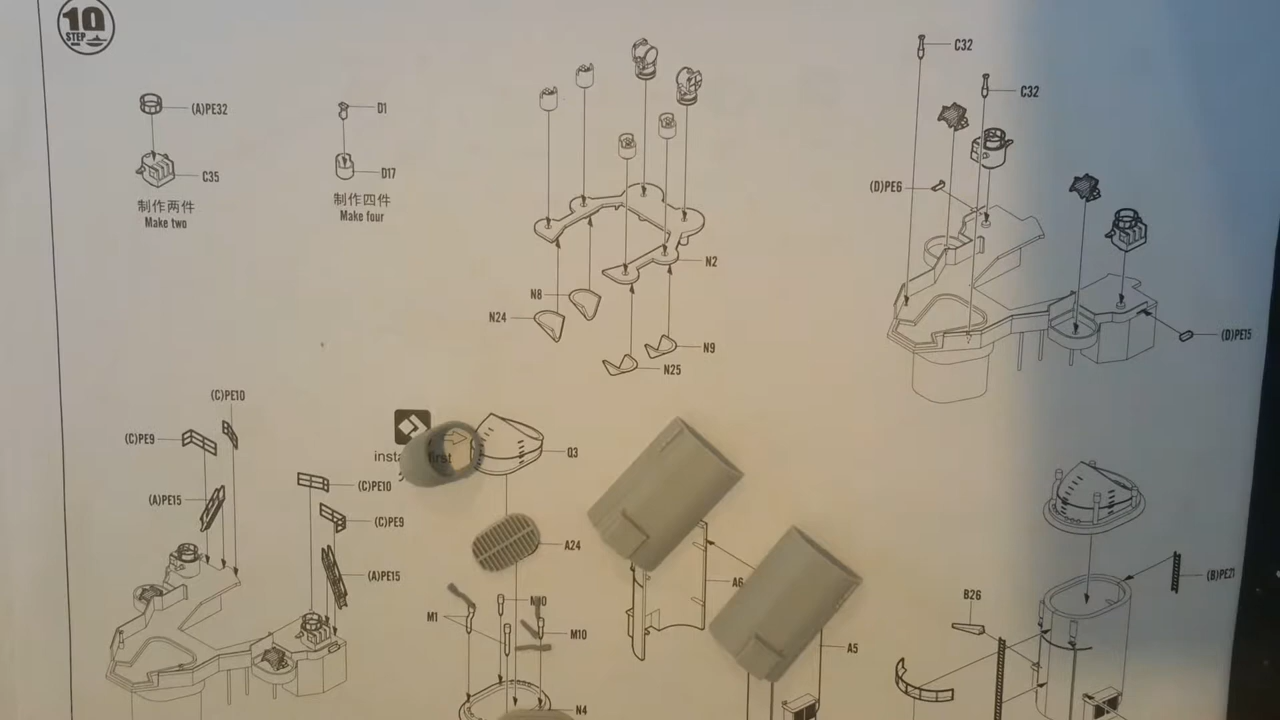 10
STEP
(A)PE32
C35
制作两件
Make two
D1
D17
制作四件
Make four
N2
N8
N24
N9
N25
C32
C32
(D)PE6
(D)PE15
(C)PE10
(C)PE9
(A)PE15
(C)PE10
(C)PE9
(A)PE15
first
Q3
A24
M1
M10
N4
A6
A5
B26
(B)PE21